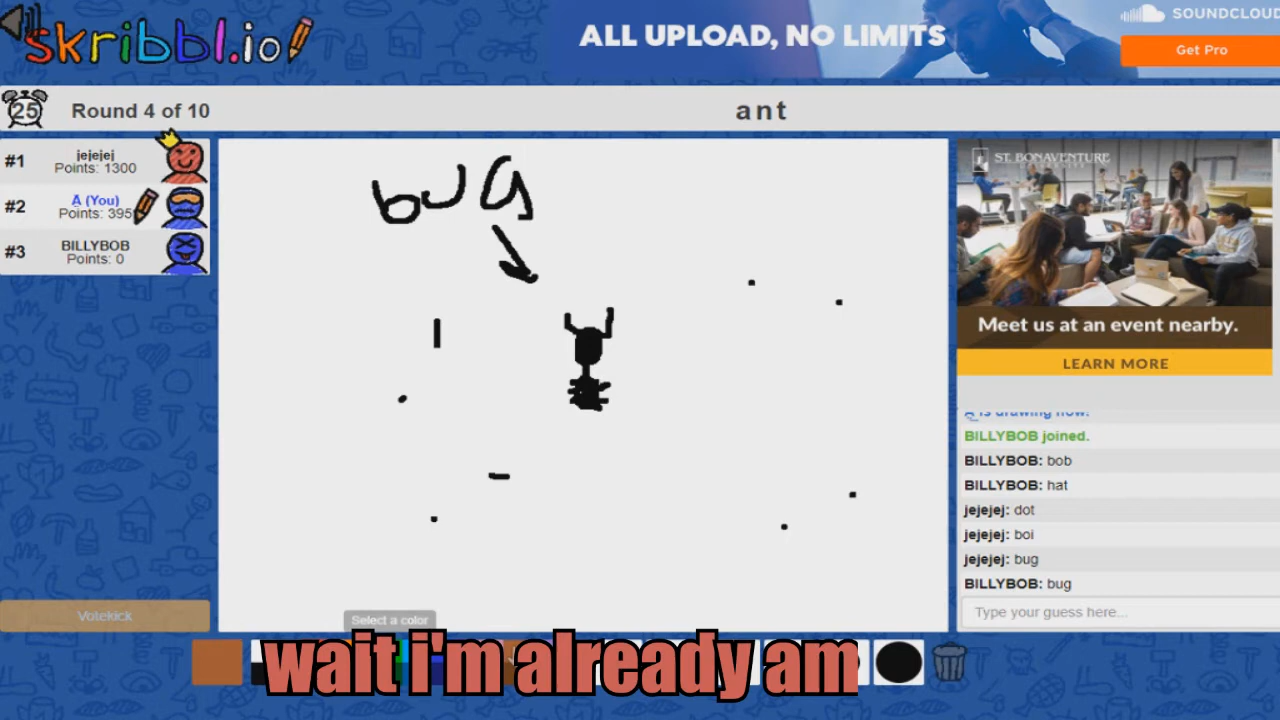 skribbl.io
ALL UPLOAD, NO LIMITS
SOUNDCLOUD
Get Pro
25
Round 4 of 10
ant
#1
jejejej
Points: 1300
#2
A (You)
Points: 395
#3
BILLYBOB
Points: 0
bug
ST. BONAVENTURE
Meet us at an event nearby.
LEARN MORE
is drawing now!
BILLYBOB joined.
BILLYBOB: bob
BILLYBOB: hat
jejejej: dot
jejejej: boi
jejejej: bug
BILLYBOB: bug
Type your guess here...
Votekick
Select a color
wait i'm already am